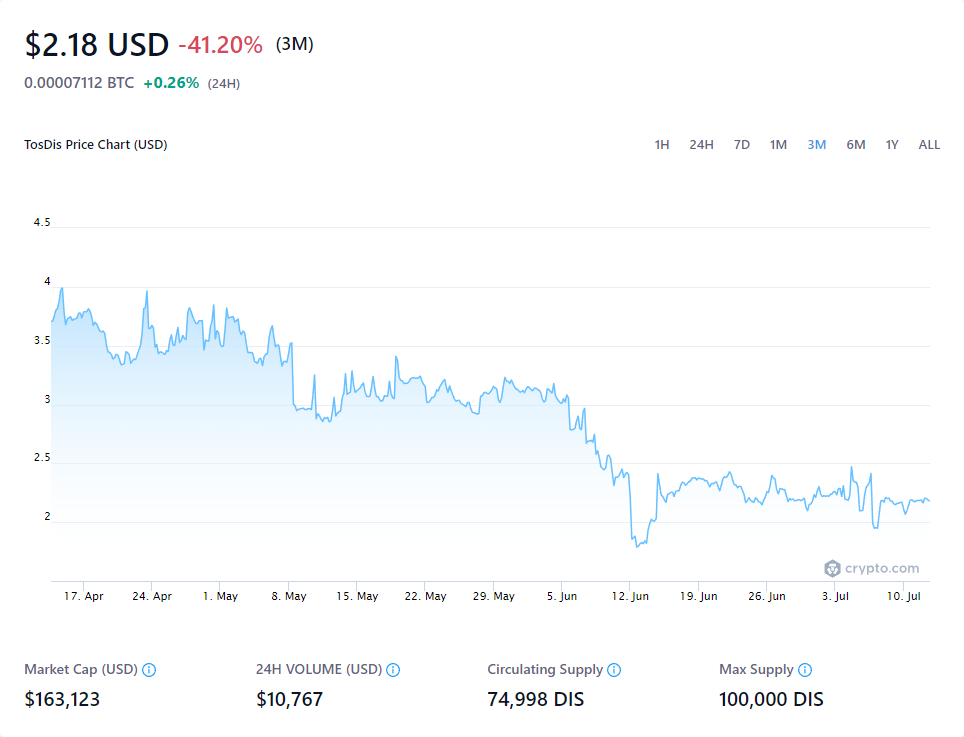 $2.18 USD -41.20% (3M)
0.00007112 BTC +0.26% (24H)
TosDis Price Chart (USD) 1H 24H 7D 1M 3M 6M 1Y ALL
4.5
4
3.5
3
2.5
2
crypto.com
17. Apr 24. Apr 1. May 8. May 15. May 22. May 29. May 5. Jun 12. Jun 19. Jun 26. Jun 3. Jul 10. Jul
Market Cap (USD) 24H VOLUME (USD) Circulating Supply Max Supply
$163,123 $10,767 74,998 DIS 100,000 DIS